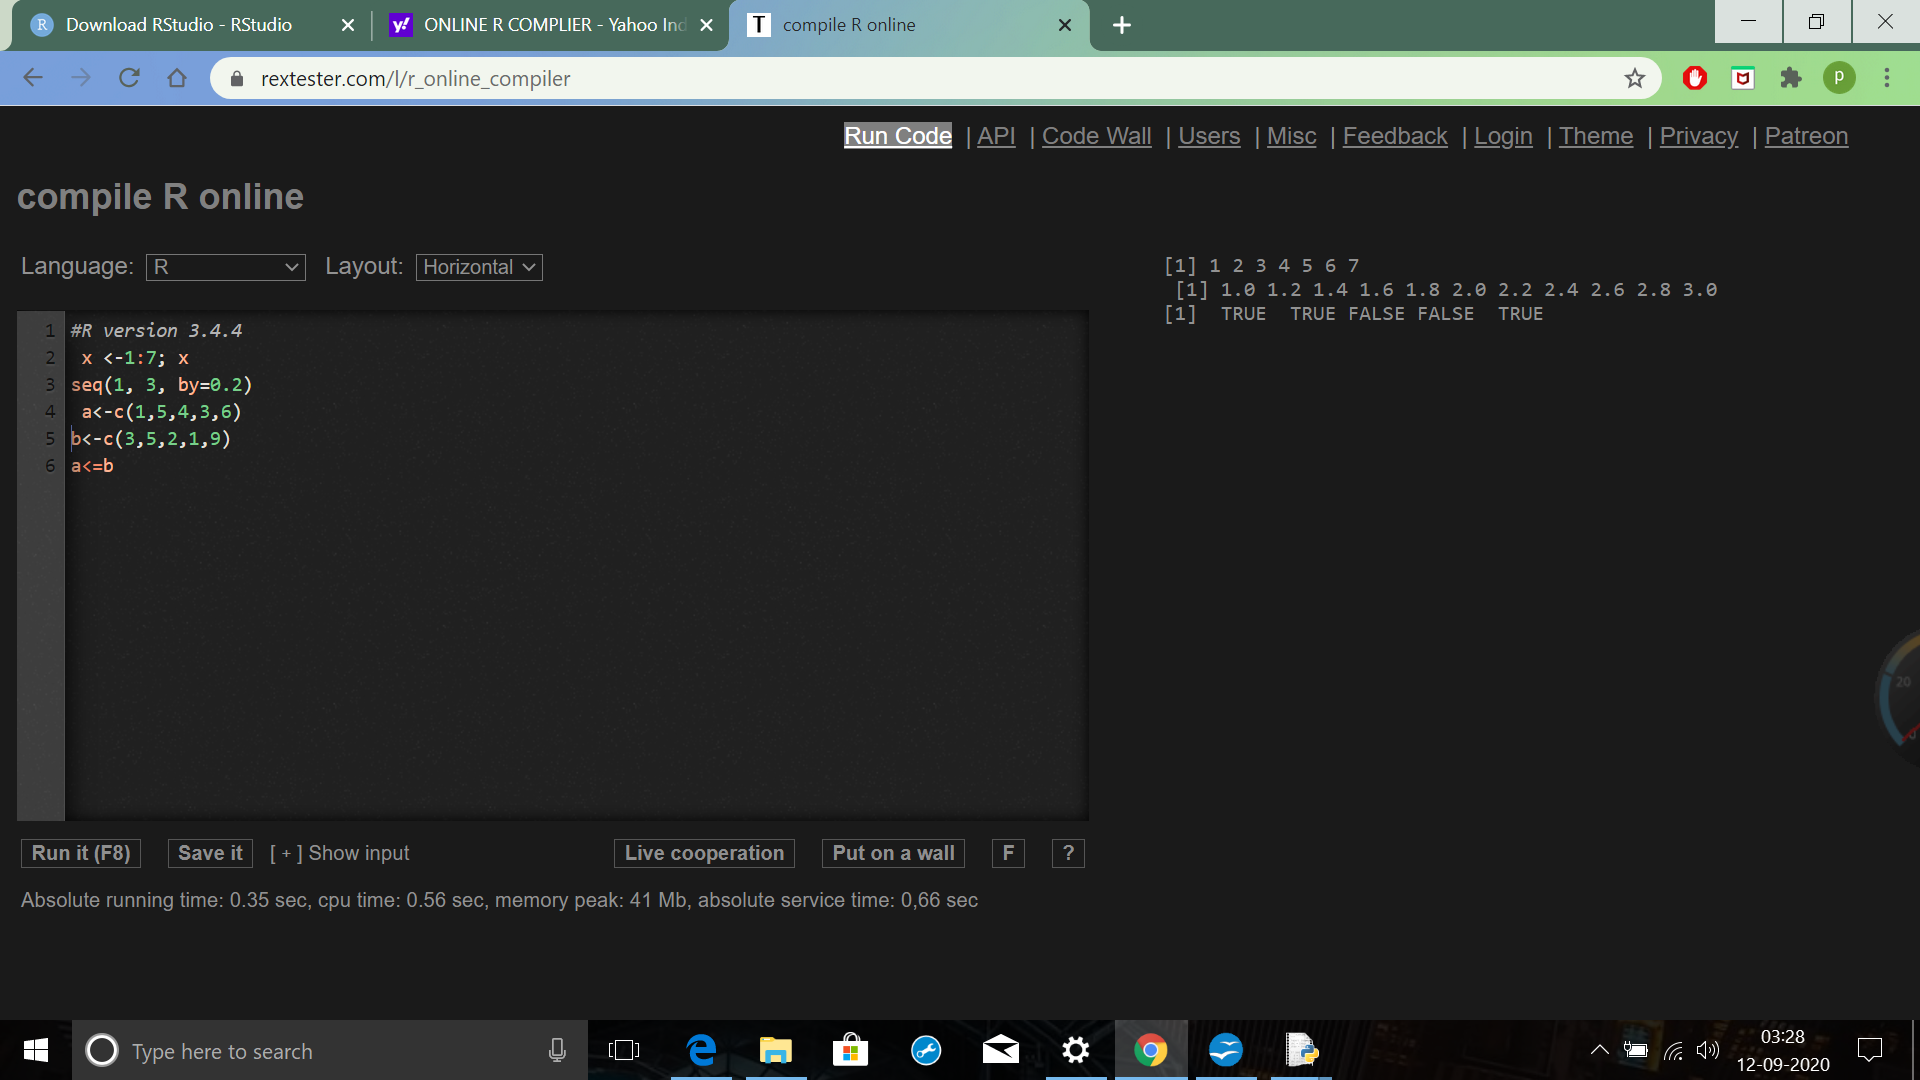 Download RStudio - RStudio
ONLINE R COMPLIER - Yahoo Ind
compile R online
rextester.com/l/r_online_compiler
P
Run Code | API | Code Wall | Users | Misc | Feedback | Login | Theme | Privacy | Patreon
compile R online
Language: R Layout: Horizontal
1 #R version 3.4.4
2 x <-1:7; x
3 seq(1, 3, by=0.2)
4 a<-c(1,5,4,3,6)
5 b<-c(3,5,2,1,9)
6 a<=b
[1] 1 2 3 4 5 6 7
[1] 1.0 1.2 1.4 1.6 1.8 2.0 2.2 2.4 2.6 2.8 3.0
[1] TRUE TRUE FALSE FALSE TRUE
20
Run it (F8) Save it [ + ] Show input Live cooperation Put on a wall F ?
Absolute running time: 0.35 sec, cpu time: 0.56 sec, memory peak: 41 Mb, absolute service time: 0,66 sec
Type here to search
03:28
12-09-2020